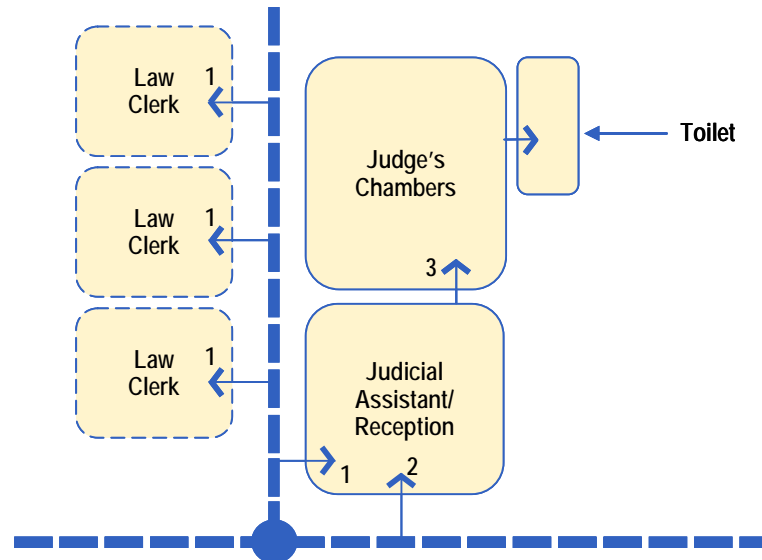 Law
Clerk
1
Law
Clerk
1
Law
Clerk
1
Judge's
Chambers
3
Toilet
Judicial
Assistant/
Reception
1
2